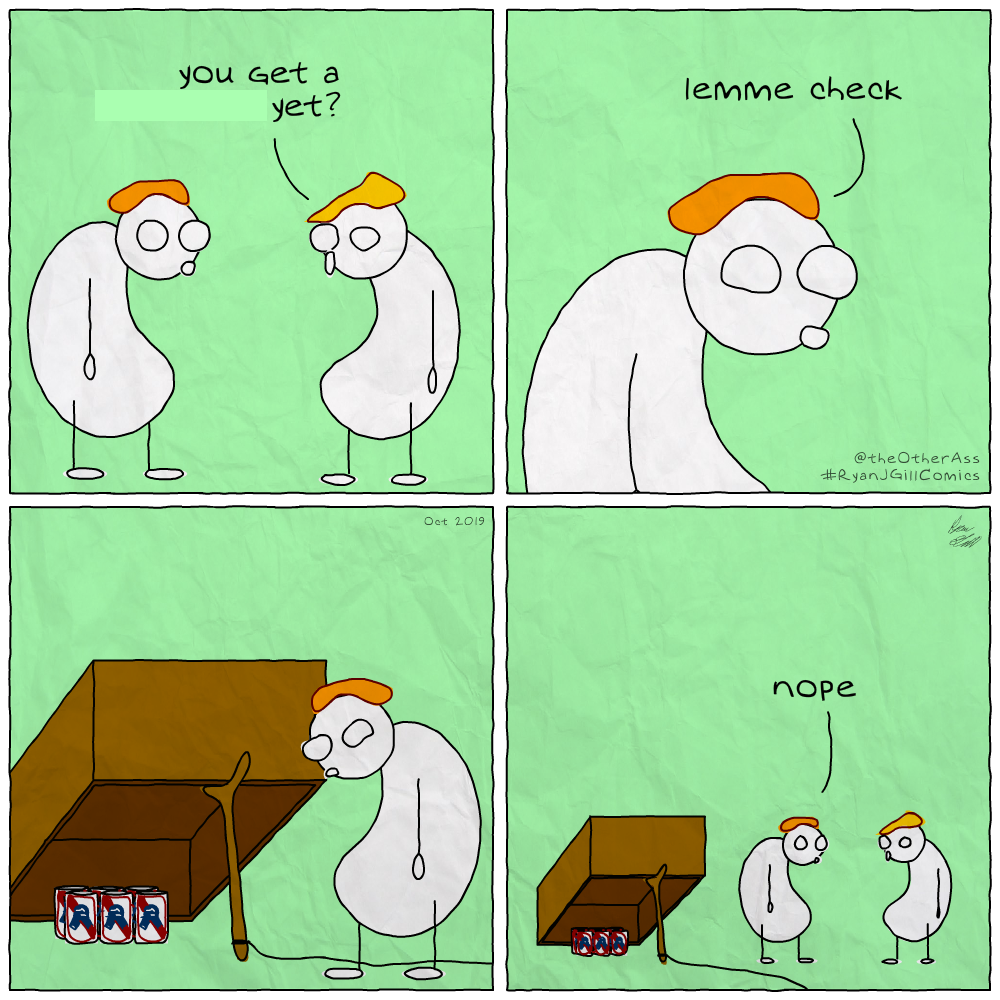 you get a
yet?
lemme check
@theOtherAss
#RyanJGillComics
Oct 2019
nope